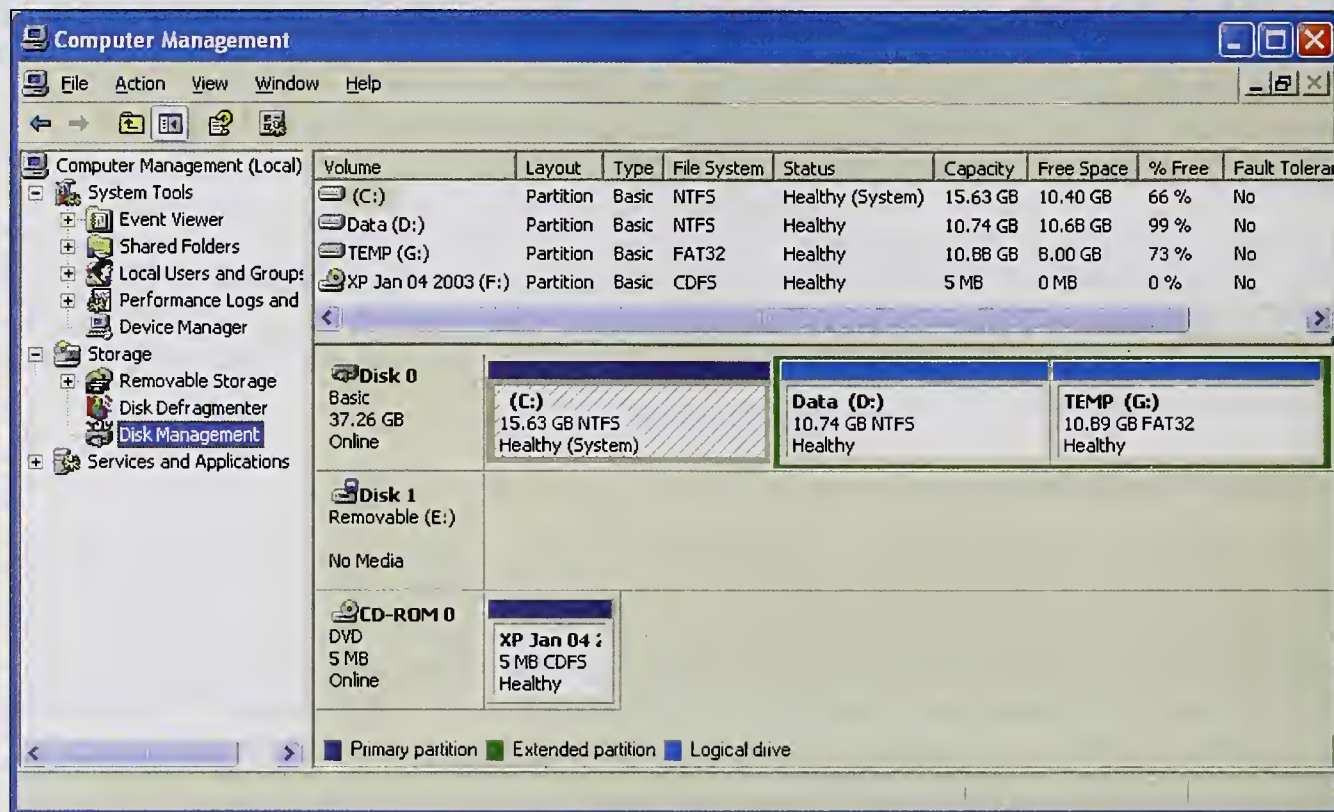 Computer Management
File Action View Window Help
Computer Management (Local)
System Tools
Event Viewer
Shared Folders
Local Users and Groups
Performance Logs and
Device Manager
Storage
Removable Storage
Disk Defragmenter
Disk Management
Services and Applications
Volume Layout Type File System Status Capacity Free Space % Free Fault Toleran
(C:) Partition Basic NTFS Healthy (System) 15.63 GB 10.40 GB 66 % No
Data (D:) Partition Basic NTFS Healthy 10.74 GB 10.68 GB 99 % No
TEMP (G:) Partition Basic FAT32 Healthy 10.88 GB 8.00 GB 73 % No
XP Jan 04 2003 (F:) Partition Basic CDFS Healthy 5 MB 0 MB 0 % No
Disk 0
Basic
37.26 GB
Online
(C:)
15.63 GB NTFS
Healthy (System)
Data (D:)
10.74 GB NTFS
Healthy
TEMP (G:)
10.89 GB FAT32
Healthy
Disk 1
Removable (E:)
No Media
CD-ROM 0
DVD
5 MB
Online
XP Jan 04 2
5 MB CDFS
Healthy
Primary partition Extended partition Logical drive